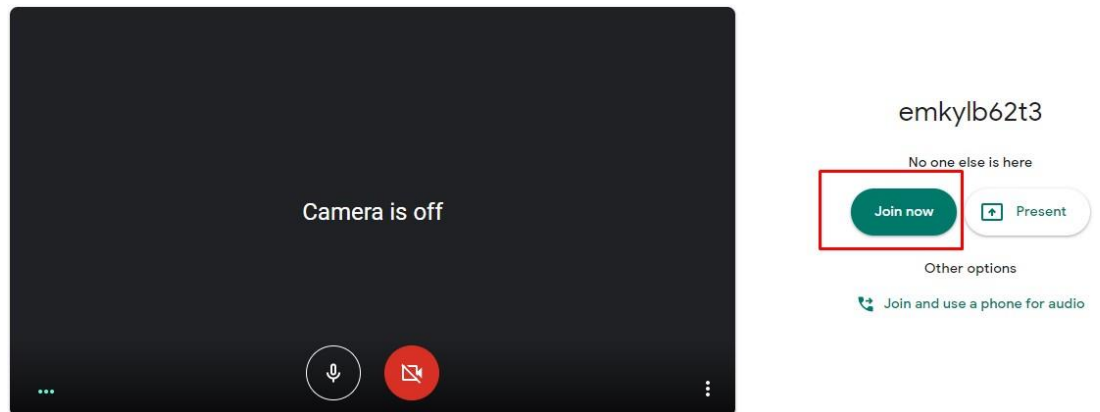 Camera is off
emkylb62t3
No one else is here
Join now
Present
Other options
Join and use a phone for audio